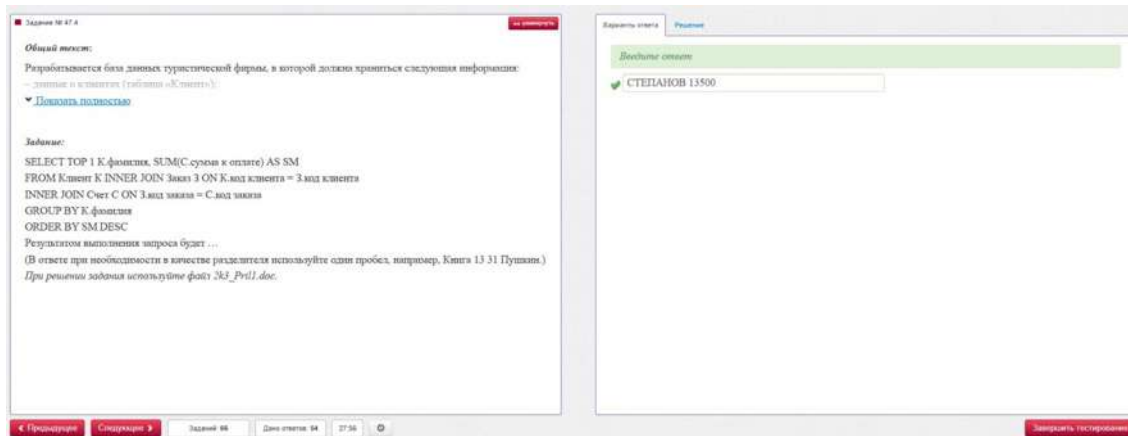 Задание № 47.4
Общий текст:
Разрабатывается база данных туристической фирмы, в которой должна храниться следующая информация:
– данные о клиентах (таблица «Клиент»);
Показать полностью
Задание:
SELECT TOP 1 К.фамилия, SUM(С.сумма к оплате) AS SM
FROM Клиент К INNER JOIN Заказ З ON К.код клиента = З.код клиента
INNER JOIN Счет С ON З.код заказа = С.код заказа
GROUP BY К.фамилия
ORDER BY SM DESC
Результатом выполнения запроса будет …
(В ответе при необходимости в качестве разделителя используйте один пробел, например, Книга 13 31 Пушкин.)
При решении задания используйте файл 2k3_Pril1.doc.
Варианты ответа Решение
Введите ответ
СТЕПАНОВ 13500
Предыдущее Следующее Заданий: 66 Дано ответов: 64 27:56 Завершить тестирование